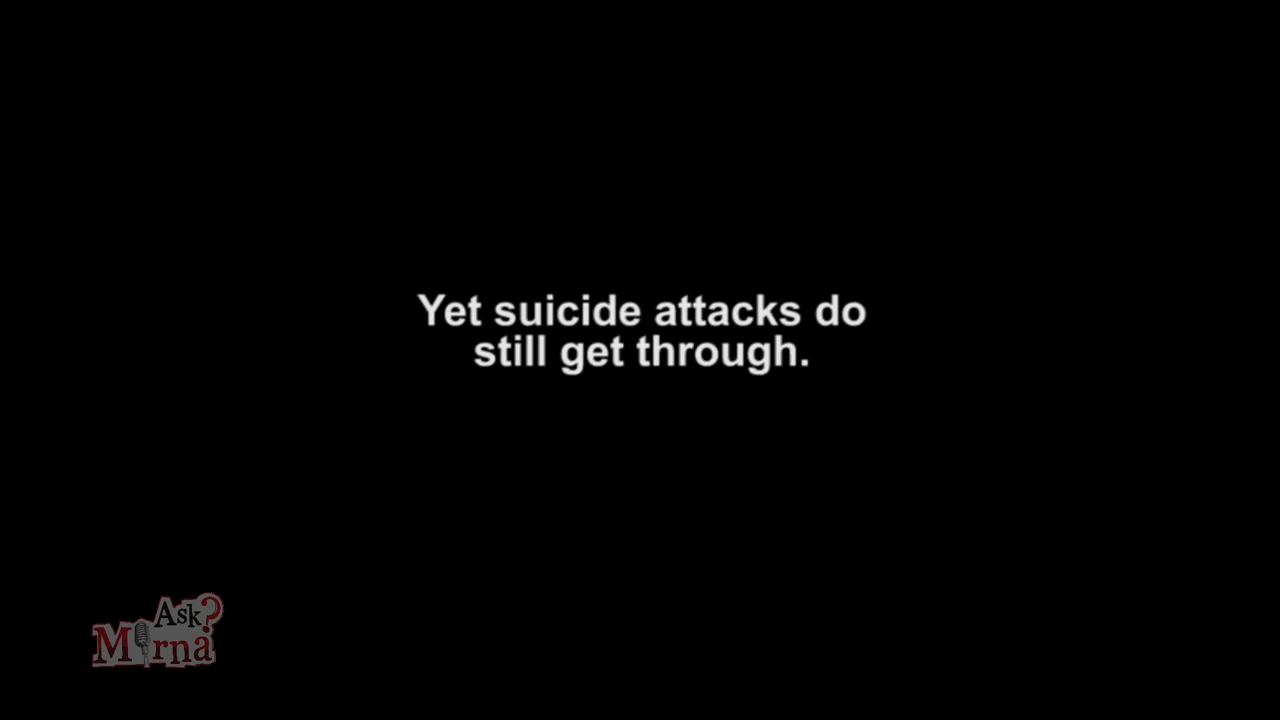 Yet suicide attacks do
still get through.
Ask?
Mirna